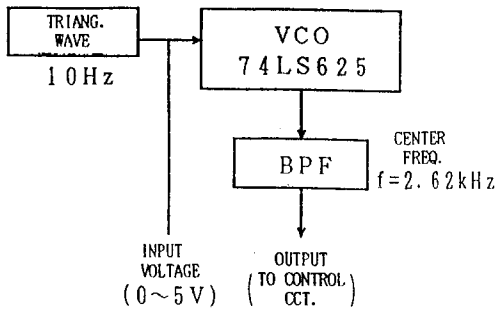 TRIANG.
WAVE
10Hz
VCO
74LS625
BPF
CENTER
FREQ.
f=2.62kHz
INPUT
VOLTAGE
(0~5V)
OUTPUT
(TO CONTROL
CCT.)